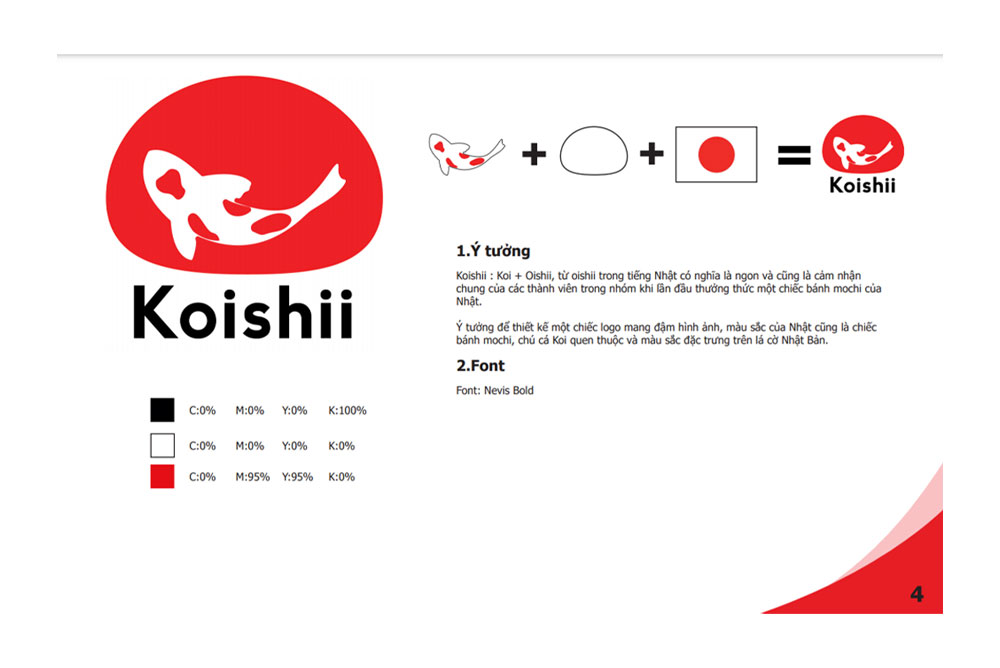 Koishii
C:0% M:0% Y:0% K:100%
C:0% M:0% Y:0% K:0%
C:0% M:95% Y:95% K:0%
+ + =
Koishii
1.Ý tưởng
Koishii : Koi + Oishii, từ oishii trong tiếng Nhật có nghĩa là ngon và cũng là cảm nhận
chung của các thành viên trong nhóm khi lần đầu thưởng thức một chiếc bánh mochi của
Nhật.
Ý tưởng để thiết kế một chiếc logo mang đậm hình ảnh, màu sắc của Nhật cũng là chiếc
bánh mochi, chú cá Koi quen thuộc và màu sắc đặc trưng trên lá cờ Nhật Bản.
2.Font
Font: Nevis Bold
4